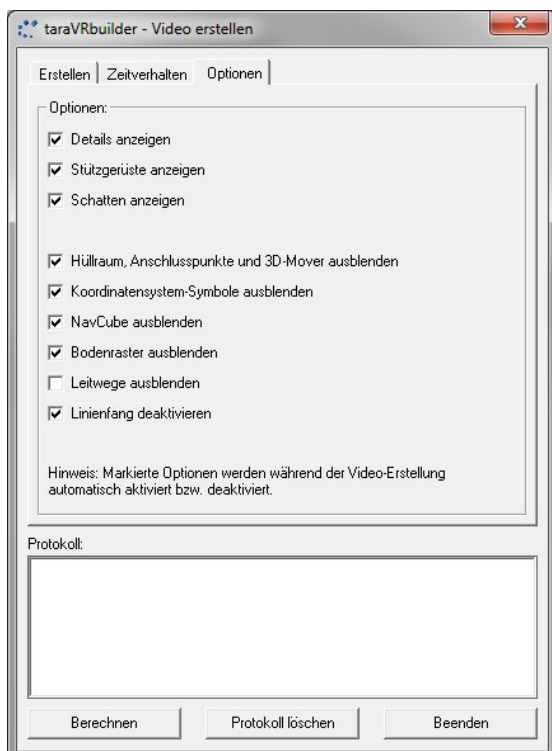 taraVRbuilder - Video erstellen
Erstellen
Zeitverhalten
Optionen
Optionen:
Details anzeigen
Stützgerüste anzeigen
Schatten anzeigen
Hüllraum, Anschlusspunkte und 3D-Mover ausblenden
Koordinatensystem-Symbole ausblenden
NavCube ausblenden
Bodenraster ausblenden
Leitwege ausblenden
Linienfang deaktivieren
Hinweis: Markierte Optionen werden während der Video-Erstellung
automatisch aktiviert bzw. deaktiviert.
Protokoll:
Berechnen
Protokoll löschen
Beenden